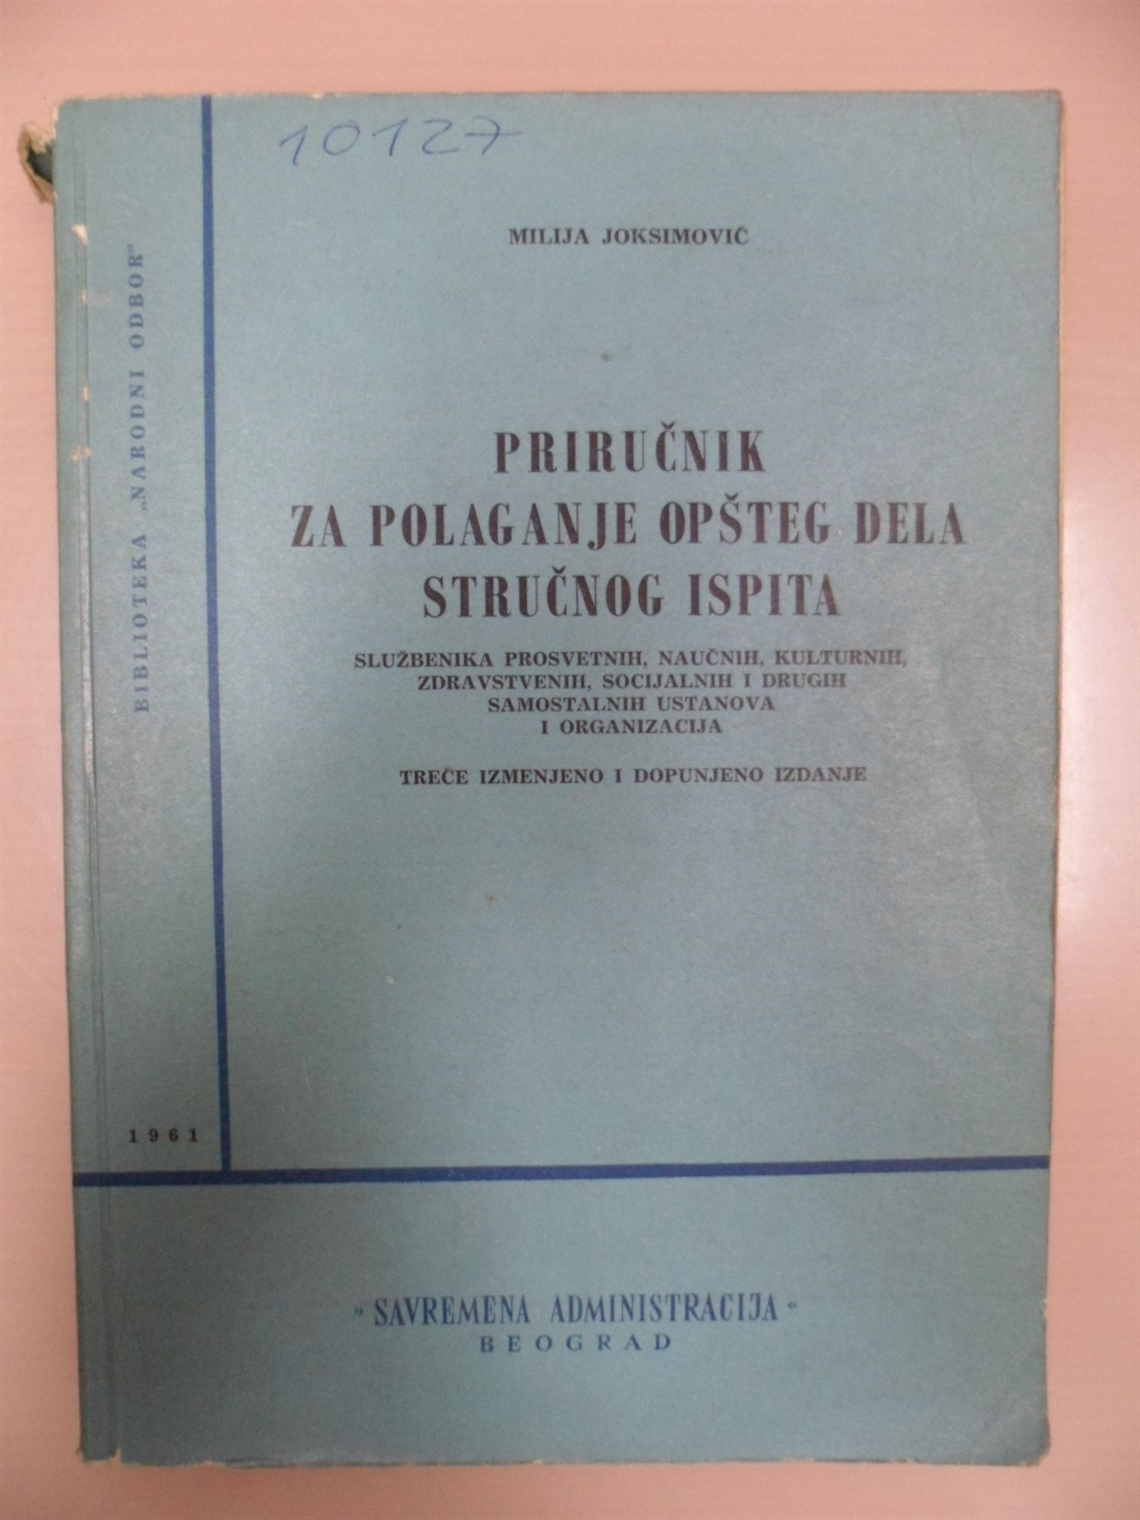 10127
MILIJA JOKSIMOVIĆ
BIBLIOTEKA „NARODNI ODBOR"
PRIRUČNIK
ZA POLAGANJE OPŠTEG DELA
STRUČNOG ISPITA
SLUŽBENIKA PROSVETNIH, NAUČNIH, KULTURNIH,
ZDRAVSTVENIH, SOCIJALNIH I DRUGIH
SAMOSTALNIH USTANOVA
I ORGANIZACIJA
TREĆE IZMENJENO I DOPUNJENO IZDANJE
1961
»SAVREMENA ADMINISTRACIJA«
BEOGRAD